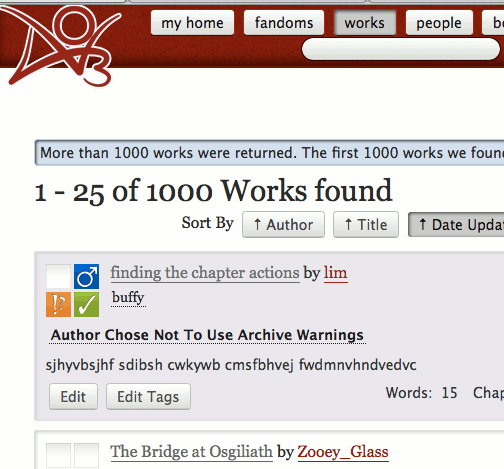 my home fandoms works people
More than 1000 works were returned. The first 1000 works we foun
1 - 25 of 1000 Works found
Sort By ↑ Author ↑ Title ↑ Date Upda
finding the chapter actions by lim
buffy
Author Chose Not To Use Archive Warnings
sjhyvbsjhf sdibsh cwkywb cmsfbhvej fwdmnvhndvedvc
Edit Edit Tags Words: 15 Chap
The Bridge at Osgiliath by Zooey_Glass